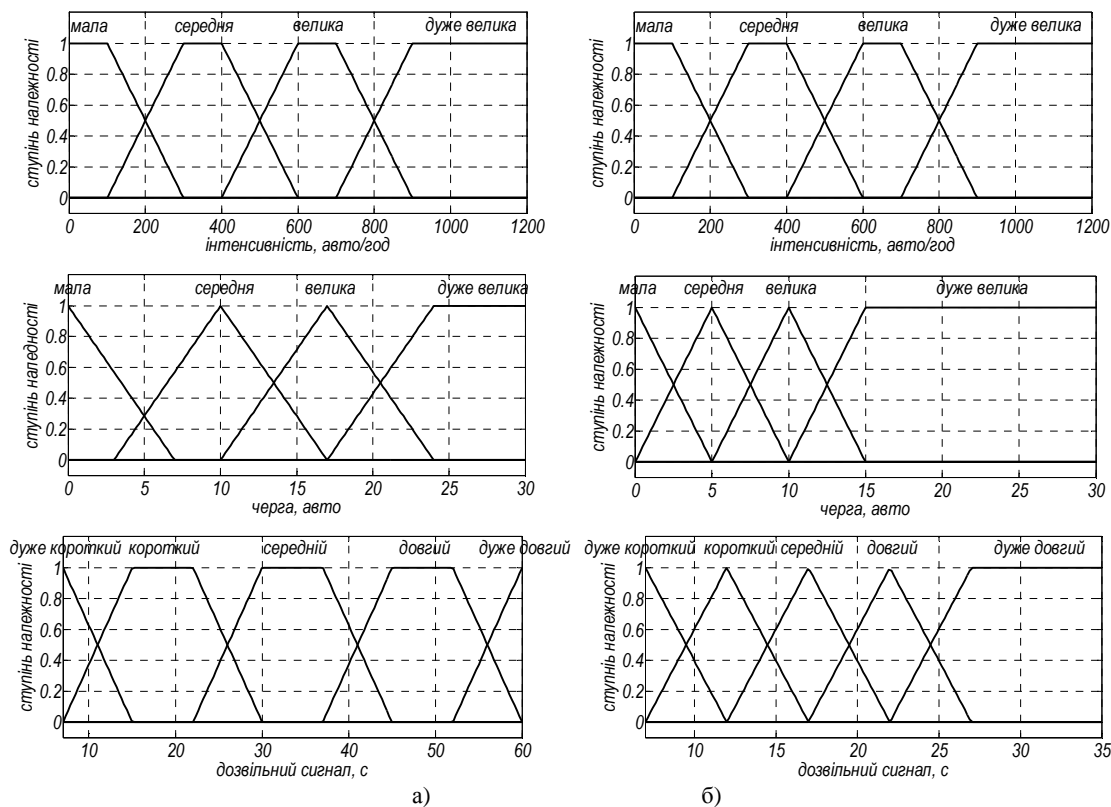 мала середня велика дуже велика
ступінь належності
1
0.8
0.6
0.4
0.2
0
0 200 400 600 800 1000 1200
інтенсивність, авто/год
мала середня велика дуже велика
ступінь належності
1
0.8
0.6
0.4
0.2
0
0 200 400 600 800 1000 1200
інтенсивність, авто/год
мала середня велика дуже велика
ступінь наледності
1
0.8
0.6
0.4
0.2
0
0 5 10 15 20 25 30
черга, авто
мала середня велика дуже велика
ступінь належності
1
0.8
0.6
0.4
0.2
0
0 5 10 15 20 25 30
черга, авто
дуже короткий короткий середній довгий дуже довгий
ступінь належності
1
0.8
0.6
0.4
0.2
0
10 20 30 40 50 60
дозвільний сигнал, с
дуже короткий короткий середній довгий дуже довгий
ступнінь належності
1
0.8
0.6
0.4
0.2
0
10 15 20 25 30 35
дозвільний сигнал, с
а) б)